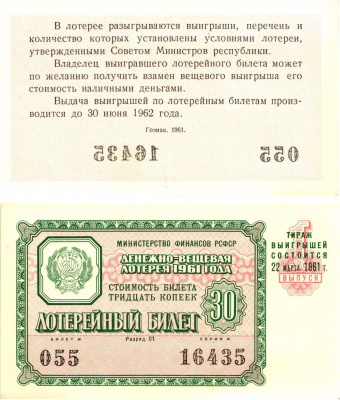 В лотерее разыгрываются выигрыши, перечень и
количество которых установлены условиями лотереи,
утвержденными Советом Министров республики.
Владелец выигравшего лотерейного билета может
по желанию получить взамен вещевого выигрыша его
стоимость наличными деньгами.
Выдача выигрышей по лотерейным билетам произ-
водится до 30 июня 1962 года.
Гознак. 1961.
16435 055
МИНИСТЕРСТВО ФИНАНСОВ РСФСР
ДЕНЕЖНО-ВЕЩЕВАЯ
ЛОТЕРЕЯ 1961 ГОДА
СТОИМОСТЬ БИЛЕТА
ТРИДЦАТЬ КОПЕЕК
30
ЛОТЕРЕЙНЫЙ БИЛЕТ
БИЛЕТ № Разряд 01 СЕРИЯ №
055 16435
1
ТИРАЖ
ВЫИГРЫШЕЙ
СОСТОИТСЯ
22 МАРТА 1961 г.
ВЫПУСК